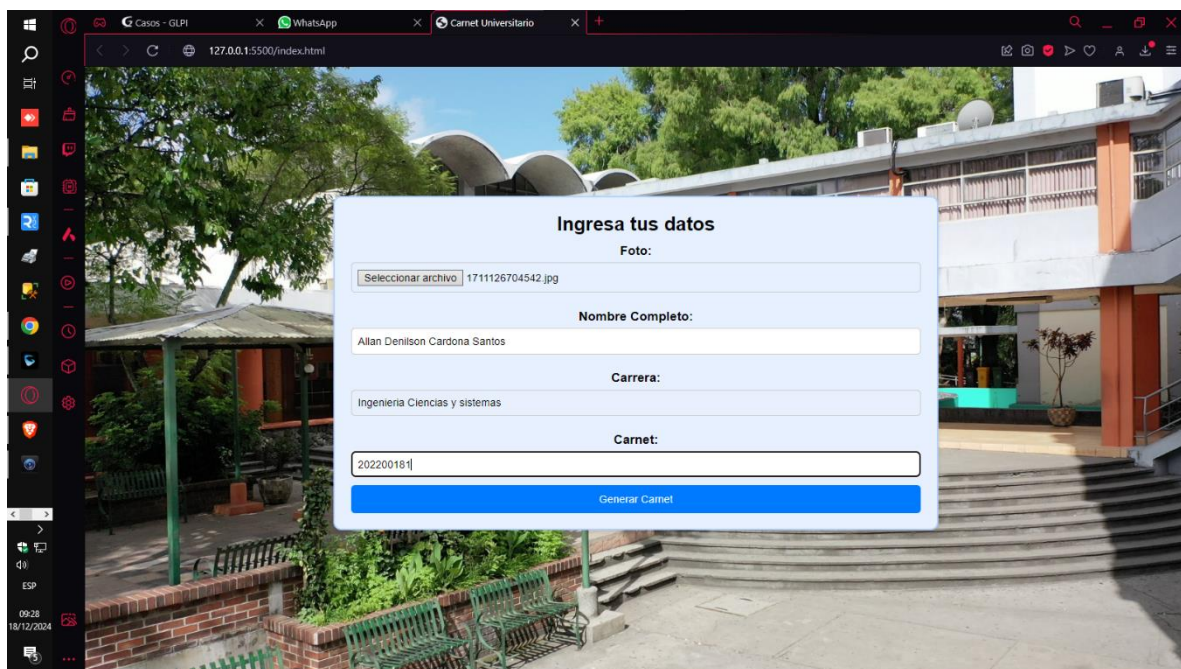 Casos - GLPI
WhatsApp
Carnet Universitario
127.0.0.1:5500/index.html
Ingresa tus datos
Foto:
Seleccionar archivo 1711126704542.jpg
Nombre Completo:
Allan Denilson Cardona Santos
Carrera:
Ingenieria Ciencias y sistemas
Carnet:
202200181
Generar Carnet
ESP
09:28
18/12/2024